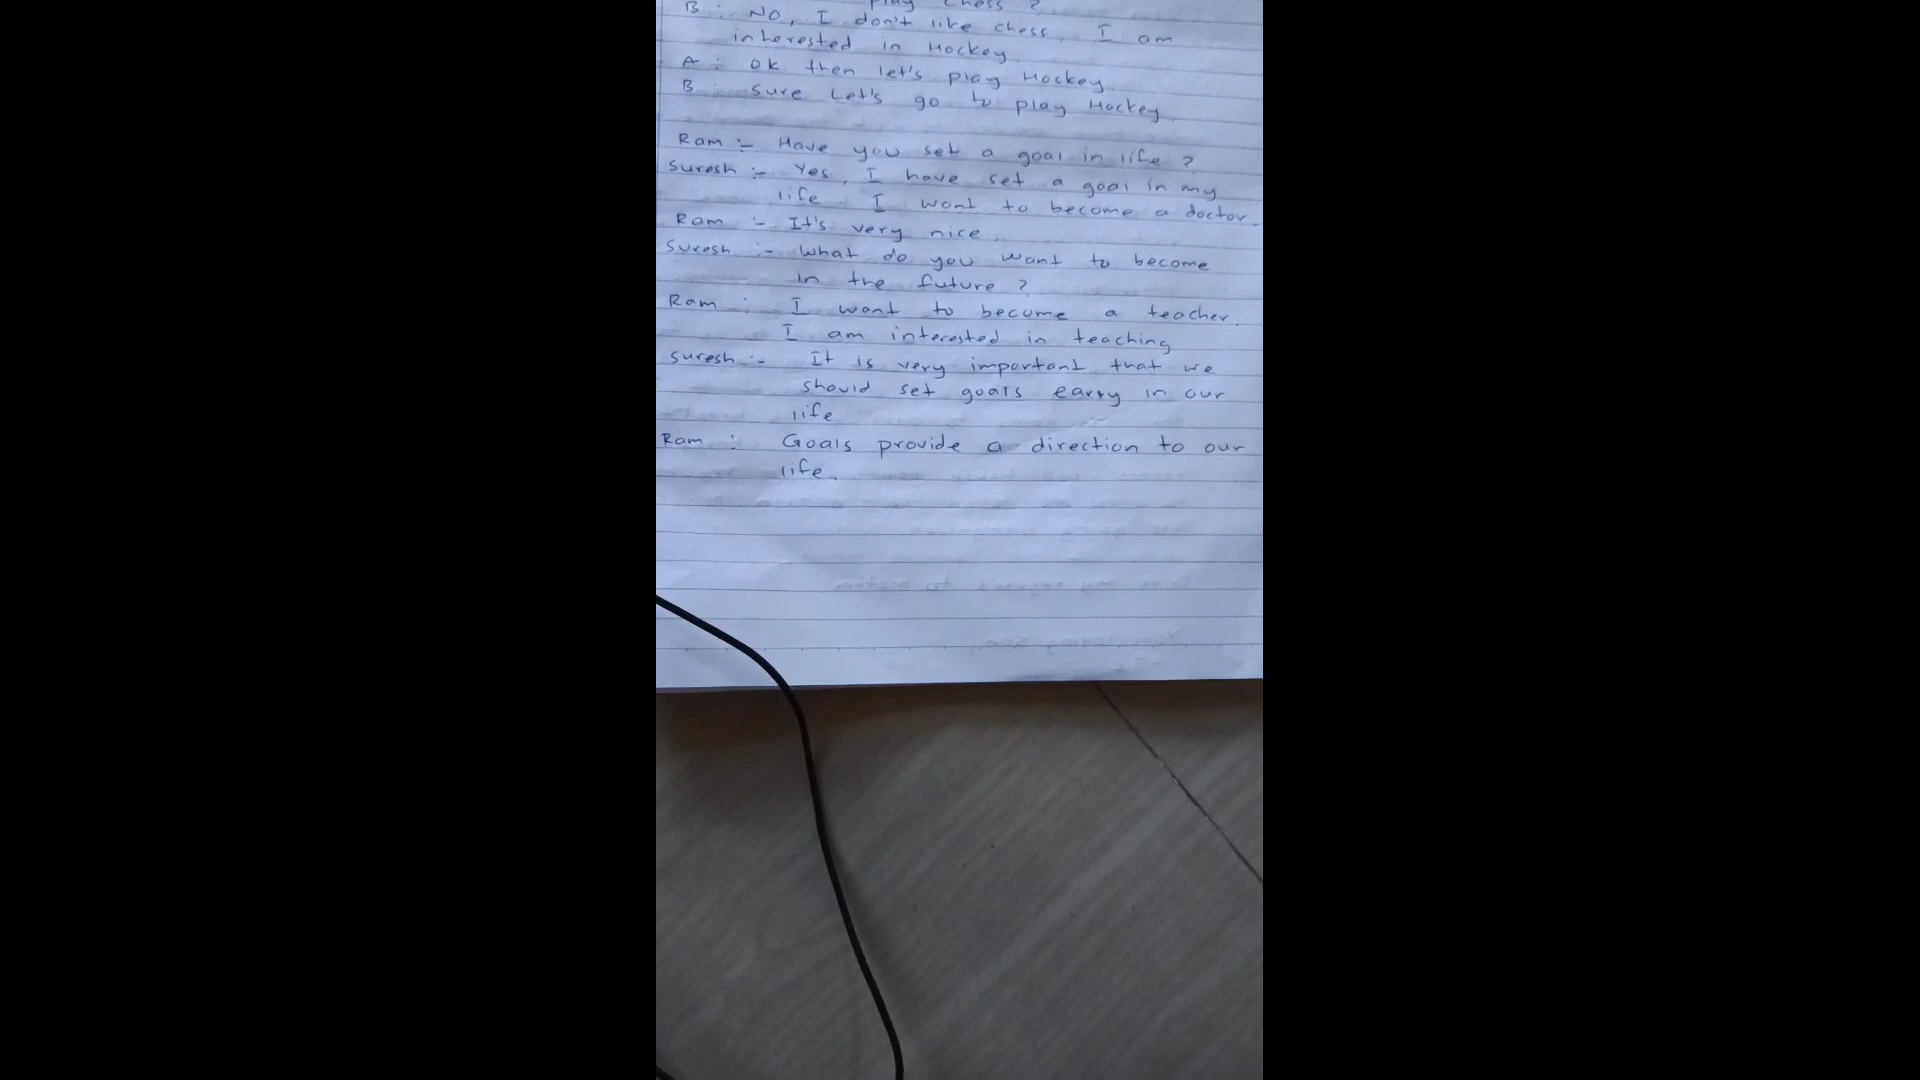 play chess ?
B : No, I don't like chess. I am
interested in Hockey.
A : ok then let's play Hockey.
B : Sure Let's go to play Hockey.
Ram :- Have you set a goal in life ?
Suresh :- Yes, I have set a goal in my
life. I want to become a doctor.
Ram :- It's very nice.
Suresh :- What do you want to become
in the future ?
Ram : I want to become a teacher.
I am interested in teaching
Suresh :- It is very important that we
should set goals early in our
life
Ram : Goals provide a direction to our
life.